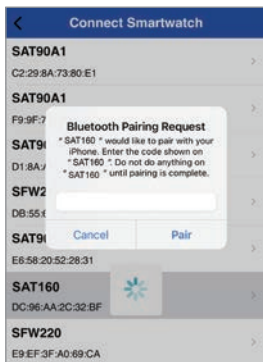 Connect Smartwatch
SAT90A1
C2:29:8A:73:80:E1
SAT90A1
F9:9F:7
Bluetooth Pairing Request
" SAT160 " would like to pair with your
iPhone. Enter the code shown on
" SAT160 ". Do not do anything on
" SAT160 " until pairing is complete.
SAT9
D1:8A:
SFW2
DB:55:
SAT9
Cancel
Pair
E6:58:20:52:28:31
SAT160
DC:96:AA:2C:32:BF
SFW220
E9:EF:3F:A0:69:CA